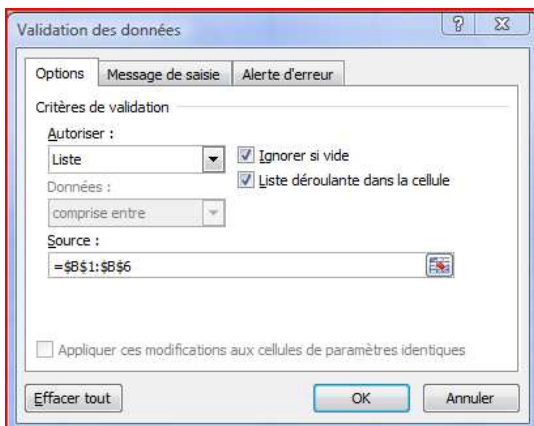 Validation des données
Options
Message de saisie
Alerte d'erreur
Critères de validation
Autoriser :
Liste
Ignorer si vide
Liste déroulante dans la cellule
Données :
comprise entre
Source :
=$B$1:$B$6
Appliquer ces modifications aux cellules de paramètres identiques
Effacer tout
OK
Annuler